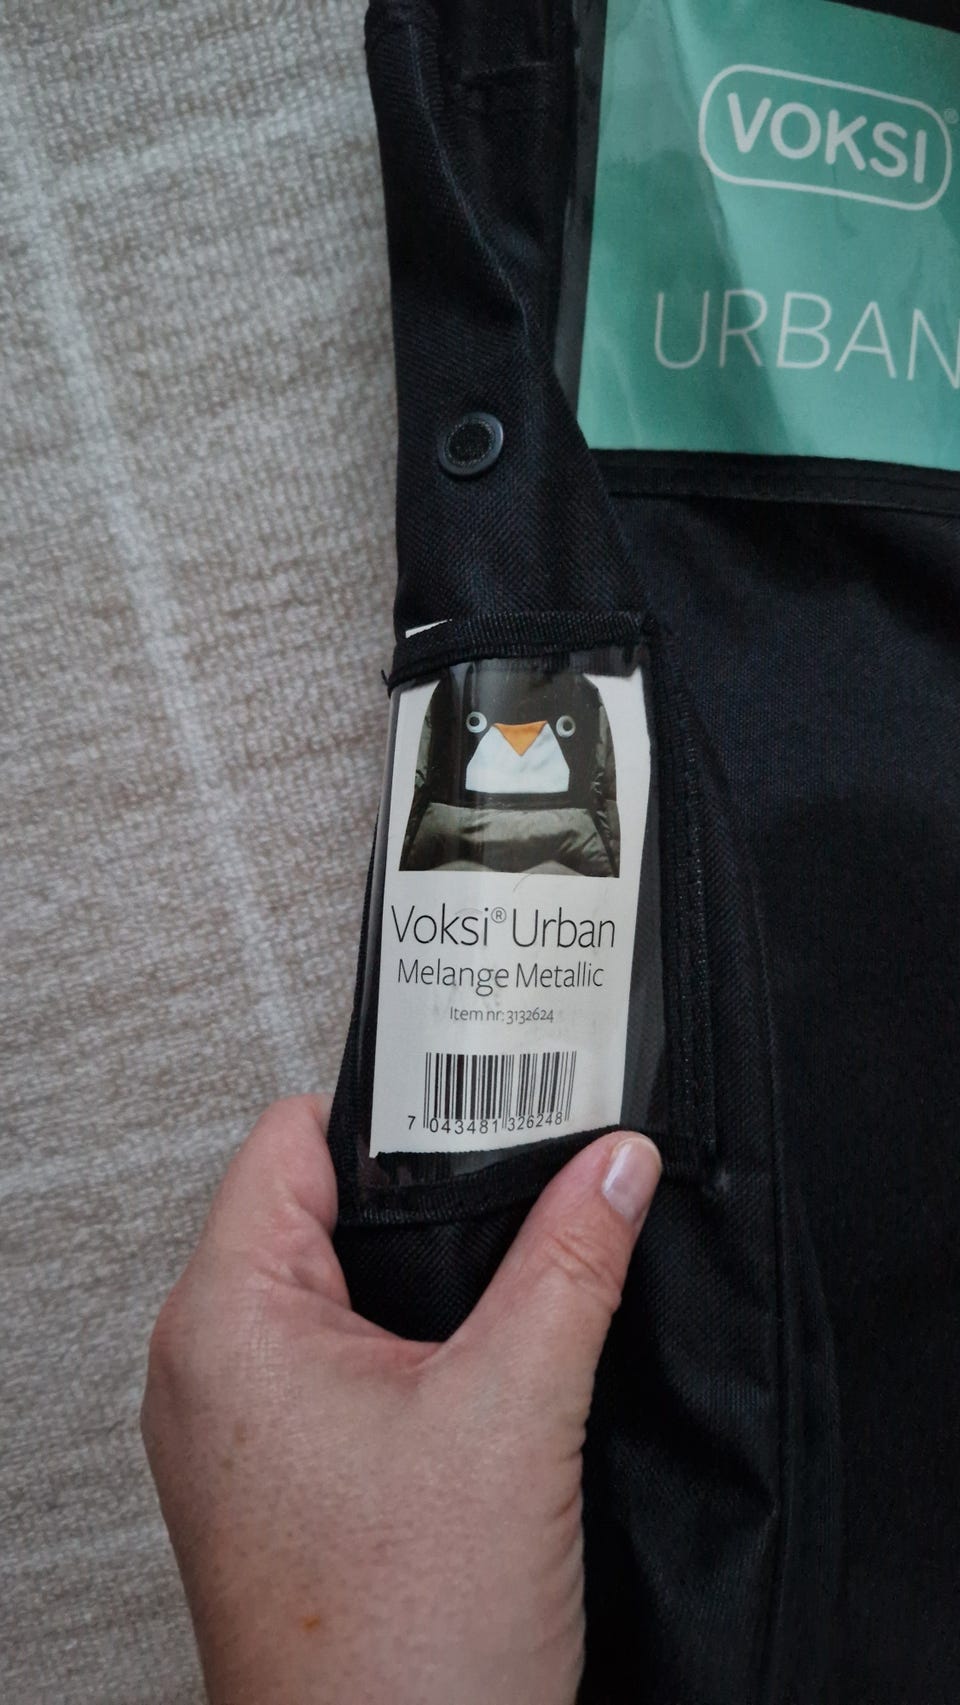 VOKSI®
URBAN
Voksi® Urban
Melange Metallic
Item nr: 3132624
7 043481 326248